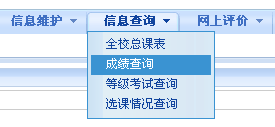 信息维护 信息查询 网上评价
全校总课表
成绩查询
等级考试查询
选课情况查询